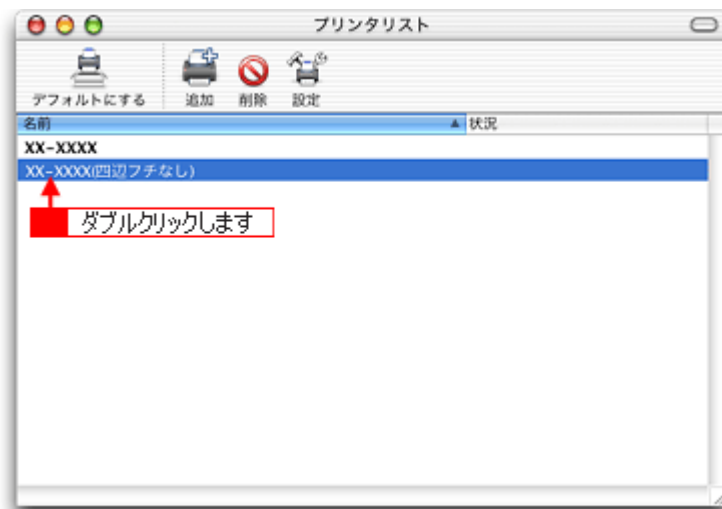 プリンタリスト
デフォルトにする 追加 削除 設定
名前 状況
XX-XXXX
XX-XXXX(四辺フチなし)
ダブルクリックします